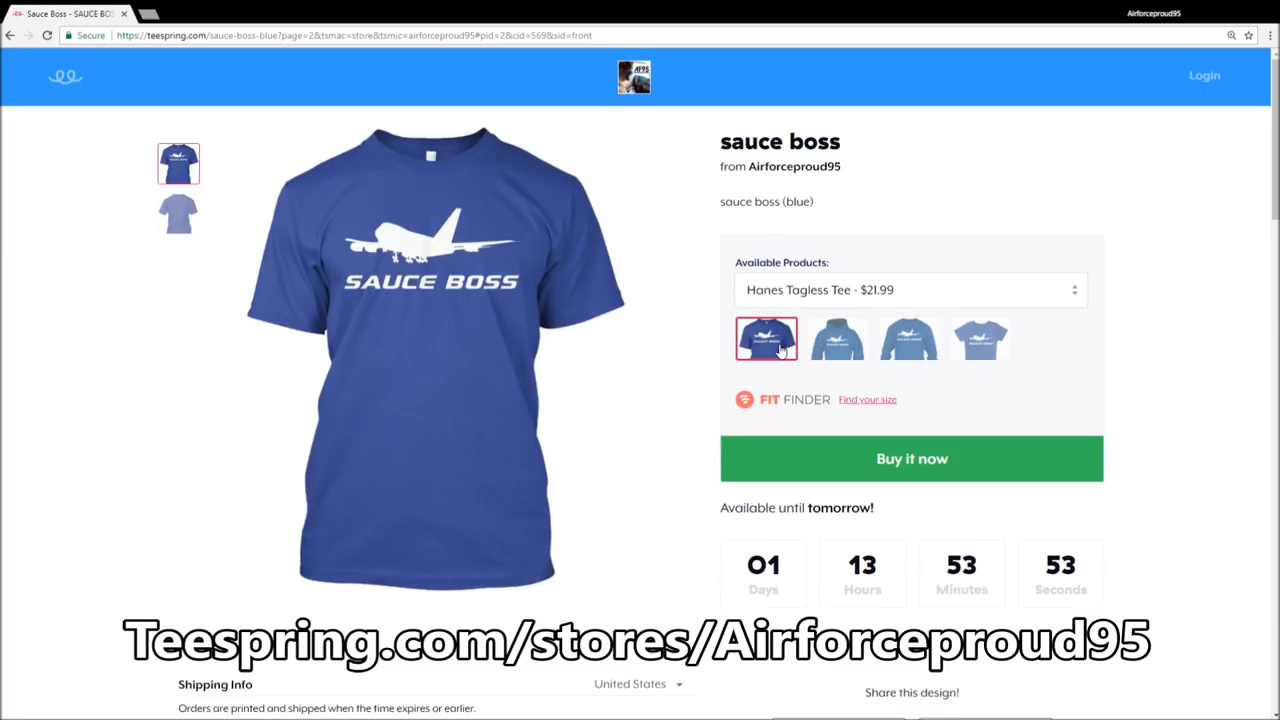 Sauce Boss - SAUCE BOS
Airforceproud95
Secure
https://teespring.com/sauce-boss-blue?page=2&tsmac=store&tsmic=airforceproud95#pid=2&cid=569&sid=front
Login
sauce boss
from Airforceproud95
sauce boss (blue)
SAUCE BOSS
Available Products:
Hanes Tagless Tee - $21.99
FIT FINDER Find your size
Buy it now
Available until tomorrow!
01 13 53 53
Days Hours Minutes Seconds
Teespring.com/stores/Airforceproud95
Shipping Info
United States
Share this design!
Orders are printed and shipped when the time expires or earlier.